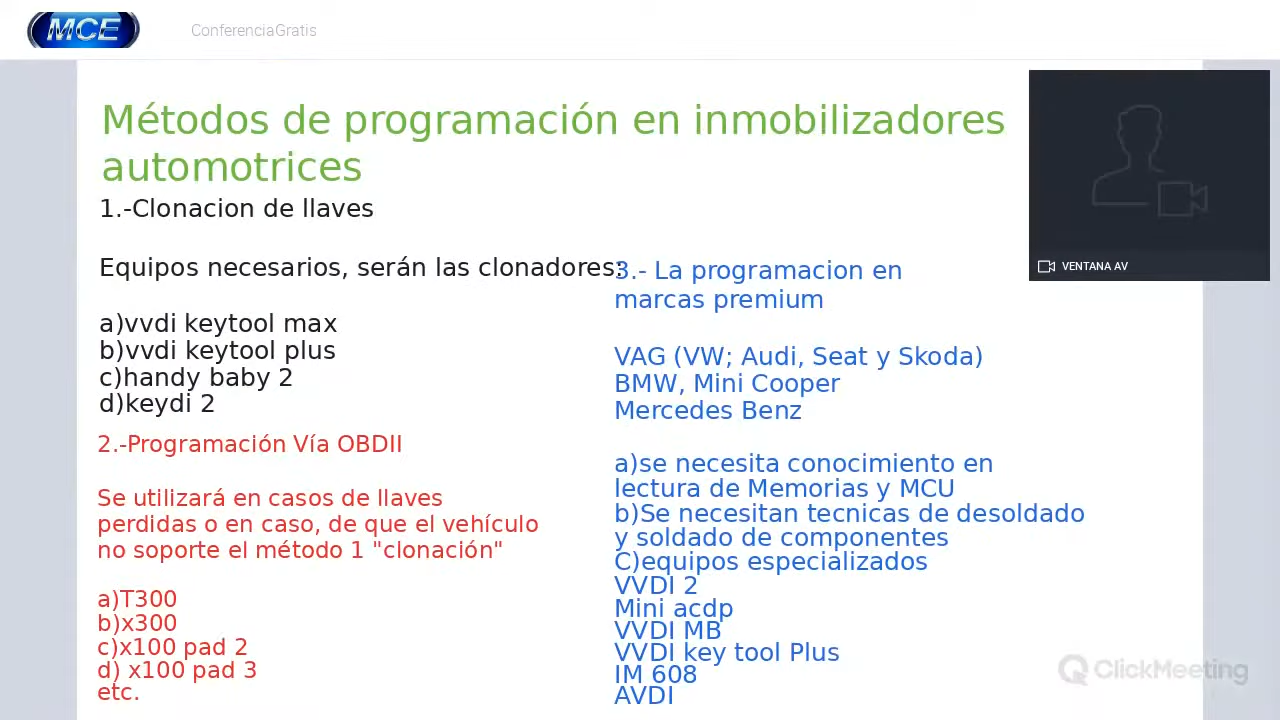 MCE
ConferenciaGratis
Métodos de programación en inmobilizadores
automotrices
1.-Clonacion de llaves
Equipos necesarios, serán las clonadores:
a)vvdi keytool max
b)vvdi keytool plus
c)handy baby 2
d)keydi 2
2.-Programación Vía OBDII
Se utilizará en casos de llaves
perdidas o en caso, de que el vehículo
no soporte el método 1 "clonación"
a)T300
b)x300
c)x100 pad 2
d) x100 pad 3
etc.
3.- La programacion en
marcas premium
VAG (VW; Audi, Seat y Skoda)
BMW, Mini Cooper
Mercedes Benz
a)se necesita conocimiento en
lectura de Memorias y MCU
b)Se necesitan tecnicas de desoldado
y soldado de componentes
C)equipos especializados
VVDI 2
Mini acdp
VVDI MB
VVDI key tool Plus
IM 608
AVDI
VENTANA AV
ClickMeeting